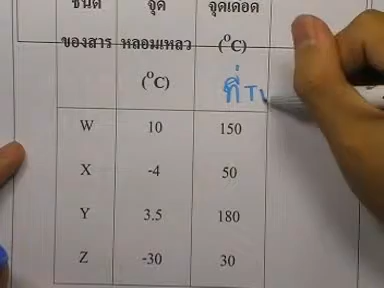 ชนิด จุด จุดเดือด
ของสาร หลอมเหลว (°C)
(°C) ที่ T
W 10 150
X -4 50
Y 3.5 180
Z -30 30